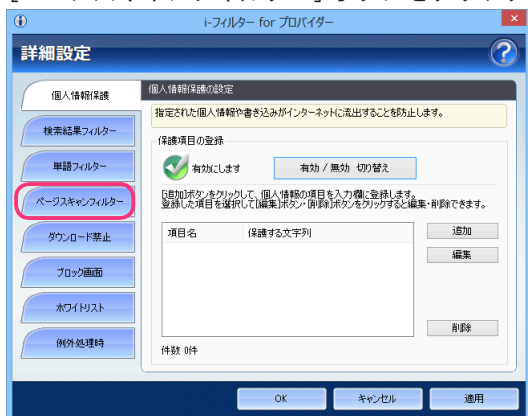 i-フィルター for プロバイダー
詳細設定
?
個人情報保護
検索結果フィルター
単語フィルター
ページスキャンフィルター
ダウンロード禁止
ブロック画面
ホワイトリスト
例外処理時
個人情報保護の設定
指定された個人情報や書き込みがインターネットに流出することを防止します。
保護項目の登録
有効にします
有効 / 無効 切り替え
[追加]ボタンをクリックして、個人情報の項目を入力欄に登録します。
登録した項目を選択して[編集]ボタン・[削除]ボタンをクリックすると編集・削除できます。
項目名 保護する文字列
追加
編集
削除
件数 0件
OK キャンセル 適用